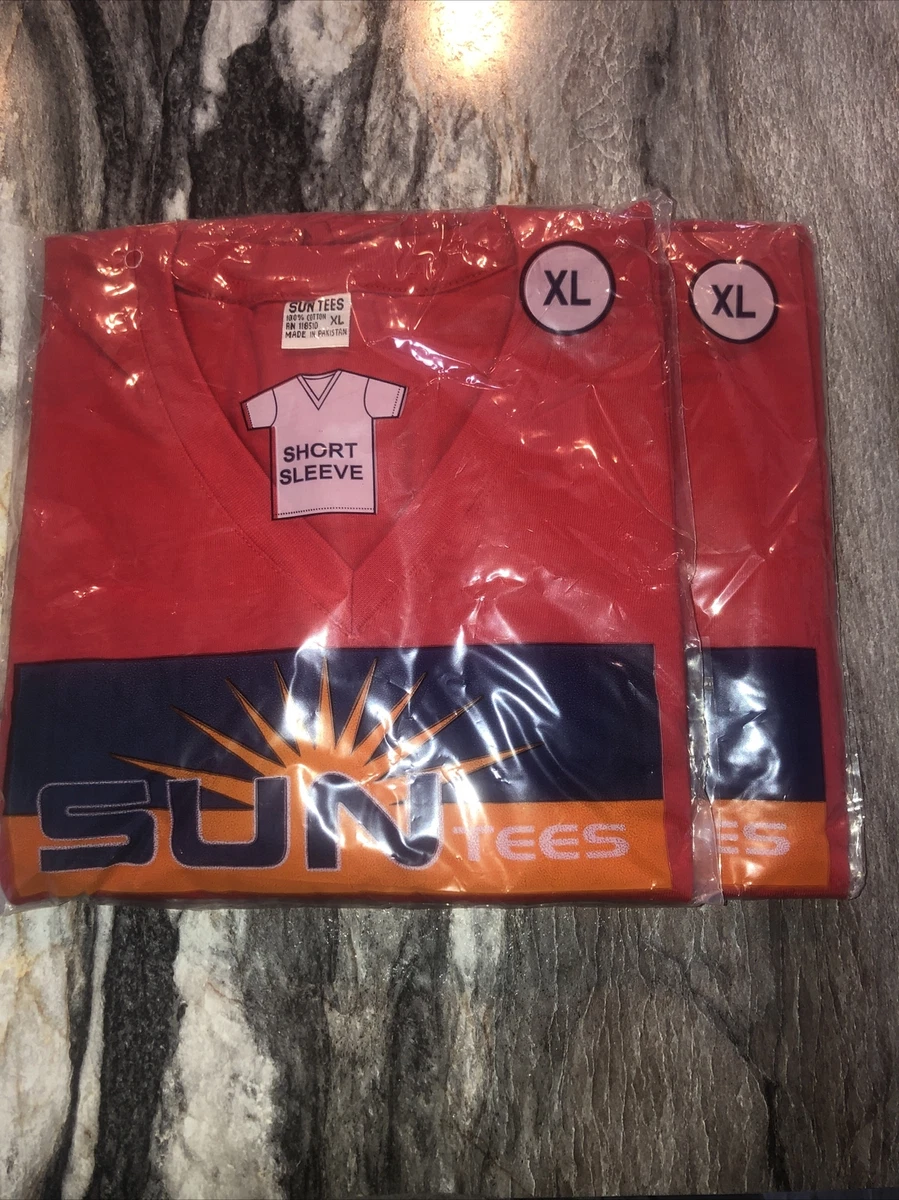 SUN TEES
100% COTTON
RN 118510 XL
MADE IN PAKISTAN
XL
XL
SHORT
SLEEVE
SUN TEES
ES